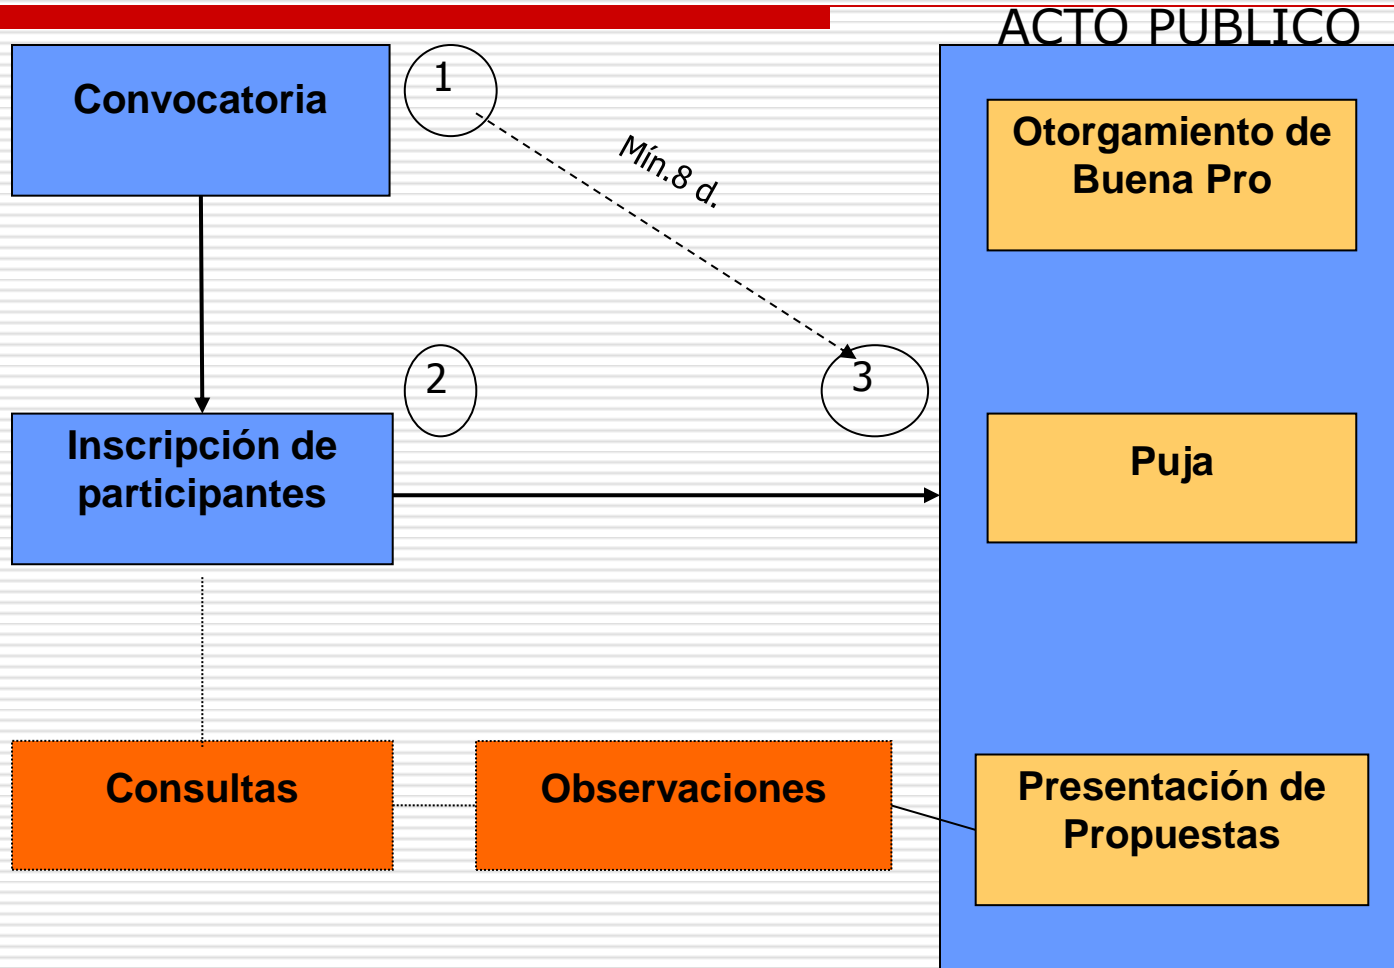 ACTO PUBLICO
Convocatoria
1
Mín.8 d.
Otorgamiento de
Buena Pro
2
3
Inscripción de
participantes
Puja
Consultas
Observaciones
Presentación de
Propuestas